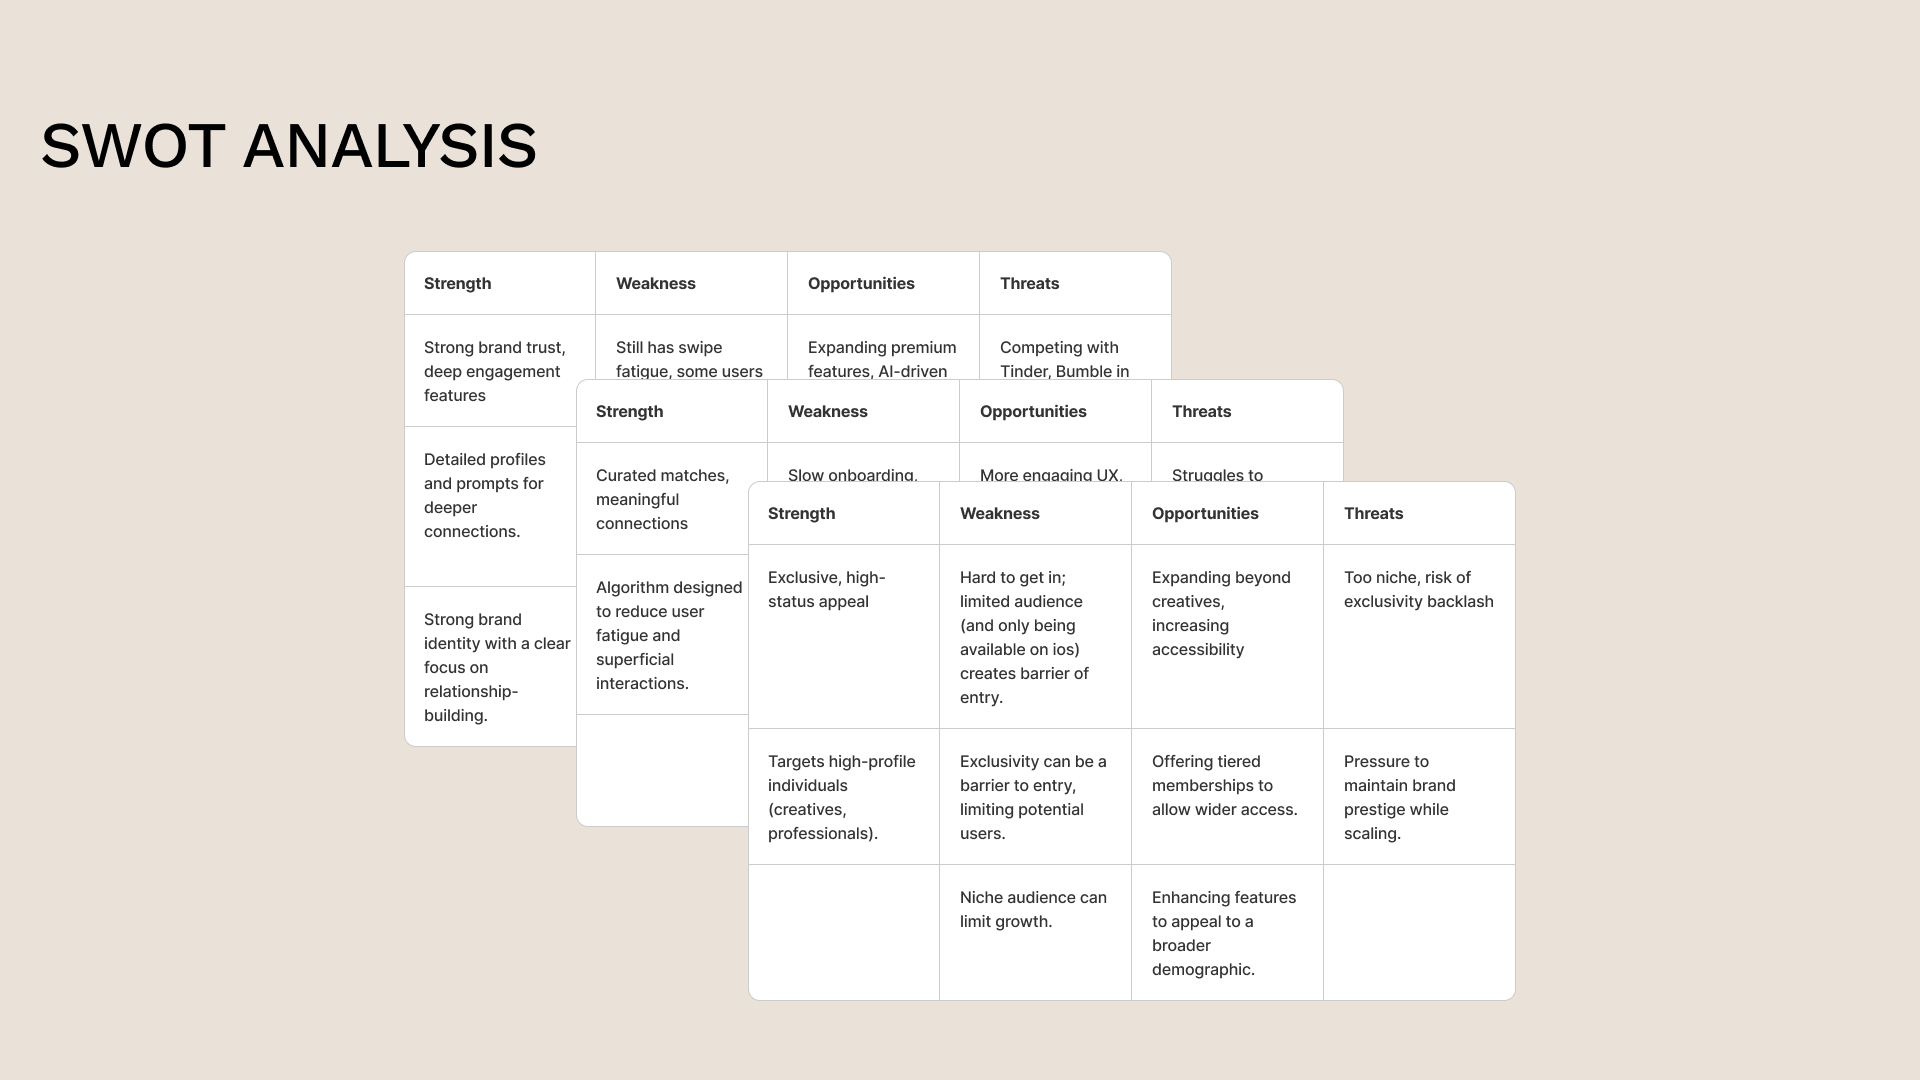 SWOT ANALYSIS
Strength
Weakness
Opportunities
Threats
Strong brand trust,
deep engagement
features
Still has swipe
fatigue, some users
Expanding premium
features, AI-driven
Competing with
Tinder, Bumble in
Detailed profiles
and prompts for
deeper
connections.
Strong brand
identity with a clear
focus on
relationship-
building.
Strength
Weakness
Opportunities
Threats
Curated matches,
meaningful
connections
Slow onboarding,
More engaging UX,
Struggles to
Algorithm designed
to reduce user
fatigue and
superficial
interactions.
Strength
Weakness
Opportunities
Threats
Exclusive, high-
status appeal
Hard to get in;
limited audience
(and only being
available on ios)
creates barrier of
entry.
Expanding beyond
creatives,
increasing
accessibility
Too niche, risk of
exclusivity backlash
Targets high-profile
individuals
(creatives,
professionals).
Exclusivity can be a
barrier to entry,
limiting potential
users.
Offering tiered
memberships to
allow wider access.
Pressure to
maintain brand
prestige while
scaling.
Niche audience can
limit growth.
Enhancing features
to appeal to a
broader
demographic.